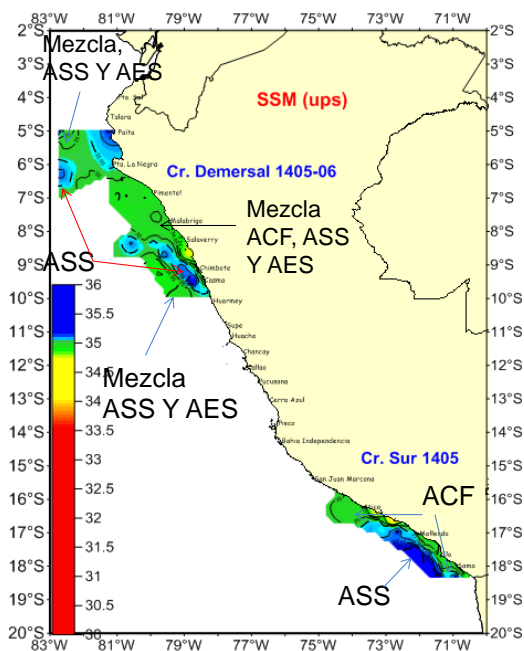 83°W 81°W 79°W 77°W 75°W 73°W 71°W
2°S 2°S
Mezcla,
3°S 3°S
ASS Y AES
4°S 4°S
SSM (ups)
Talara
5°S 5°S
Paita
6°S 6°S
Pta. La Negra
Cr. Demersal 1405-06
7°S 7°S
Pimentel
Mezcla
ACF, ASS
Y AES
Malabrigo
8°S 8°S
Salaverry
9°S 9°S
ASS
Chimbote
Casma
10°S 10°S
Huarmey
Supe
11°S 11°S
Huacho
Chancay
12°S 12°S
Callao
Pucusana
Mezcla
ASS Y AES
13°S 13°S
Cerro Azul
Pisco
14°S 14°S
Bahia Independencia
Cr. Sur 1405
15°S 15°S
San Juan Marcona
ACF
16°S 16°S
Atico
17°S 17°S
Mollendo
Ilo
18°S 18°S
Sama
ASS
19°S 19°S
20°S 20°S
83°W 81°W 79°W 77°W 75°W 73°W 71°W
36
35.5
35
34.5
34
33.5
33
32.5
32
31.5
31
30.5
30